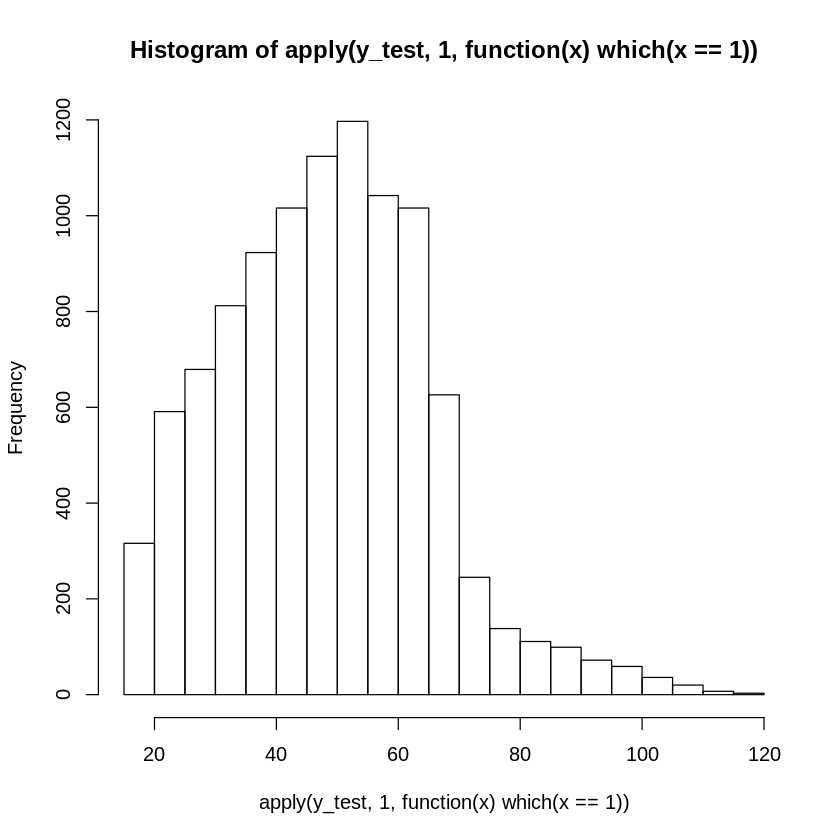 Histogram of apply(y_test, 1, function(x) which(x == 1))
Frequency
1200
1000
800
600
400
200
0
20 40 60 80 100 120
apply(y_test, 1, function(x) which(x == 1))